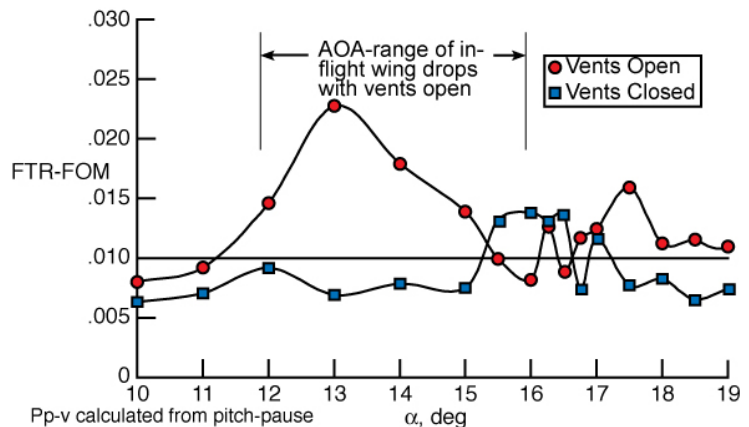 .030
AOA-range of in-
flight wing drops
with vents open
Vents Open
Vents Closed
.025
.020
FTR-FOM
.015
.010
.005
0
10 11 12 13 14 15 16 17 18 19
Pp-v calculated from pitch-pause
α, deg